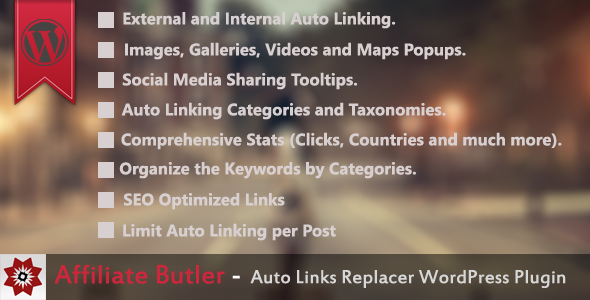 External and Internal Auto Linking.
Images, Galleries, Videos and Maps Popups.
Social Media Sharing Tooltips.
Auto Linking Categories and Taxonomies.
Comprehensive Stats (Clicks, Countries and much more).
Organize the Keywords by Categories.
SEO Optimized Links
Limit Auto Linking per Post
Affiliate Butler - Auto Links Replacer WordPress Plugin